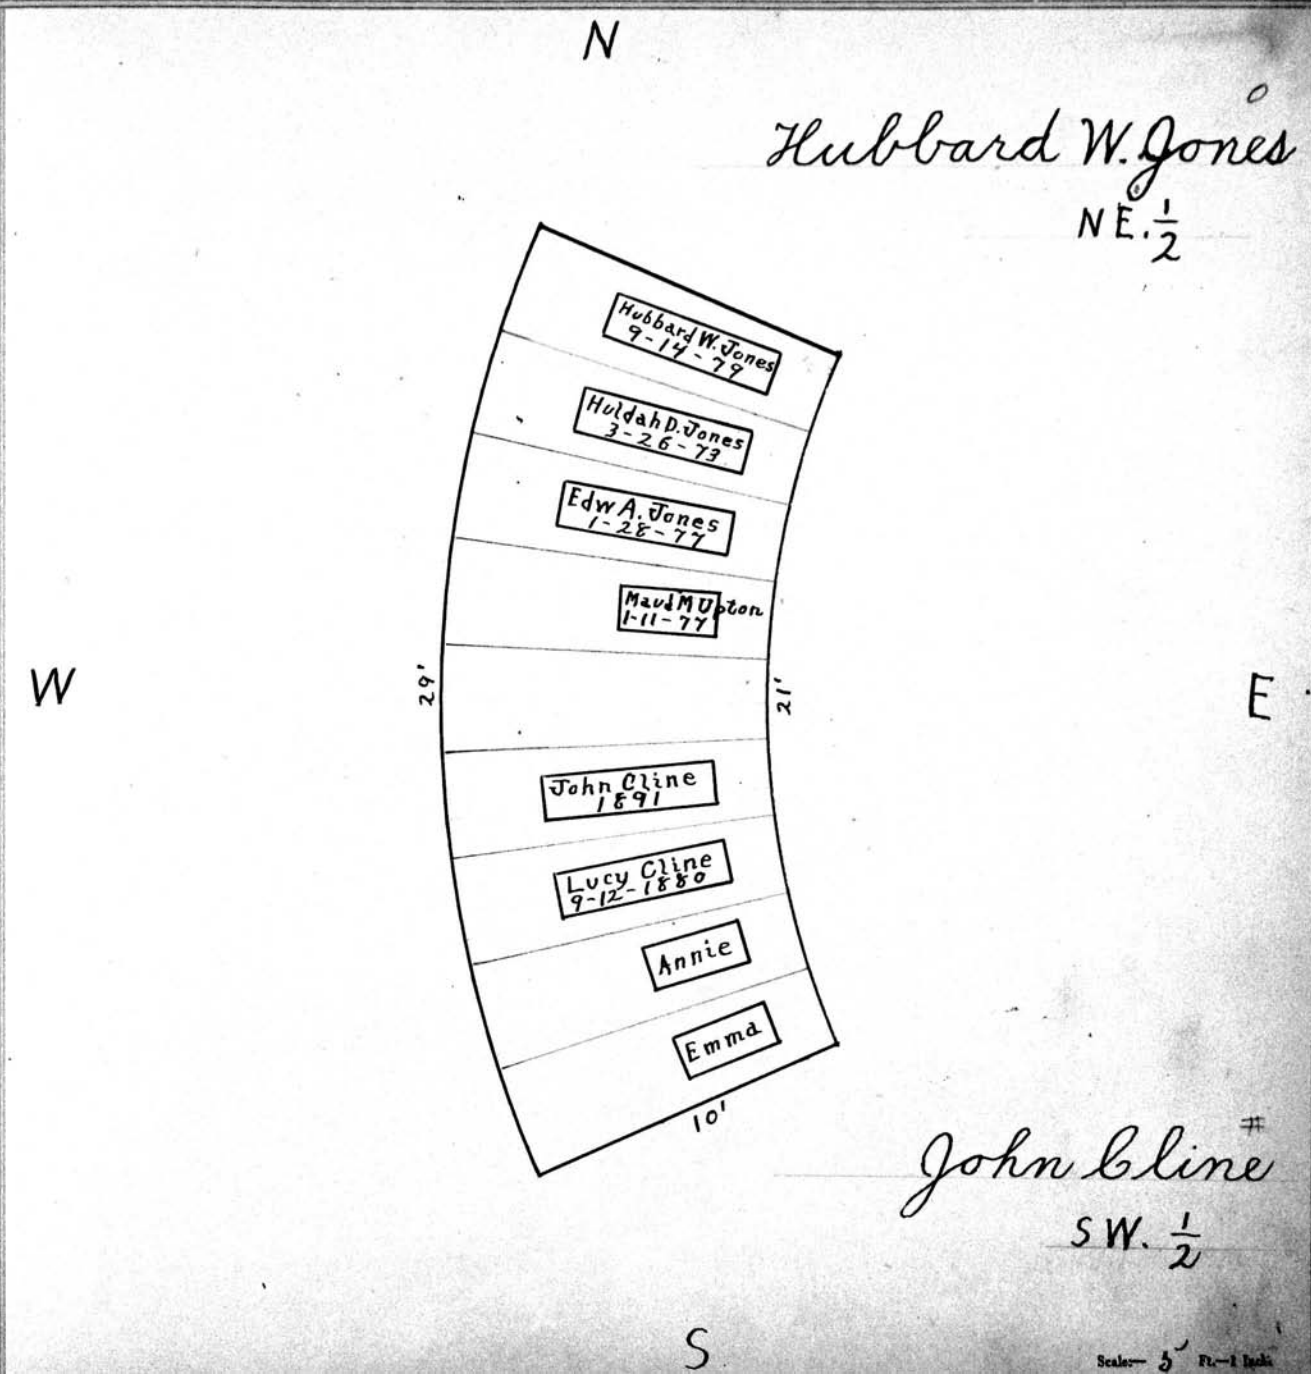 N
Hubbard W. Jones
N E. 1/2
Hubbard W. Jones
9-14-79
Huldah D. Jones
3-26-73
Edw A. Jones
1-28-77
Maud M Upton
1-11-77
W
29'
21'
E
John Cline
1891
Lucy Cline
9-12-1880
Annie
Emma
10'
#
John Cline
S W. 1/2
S
Scale:— 5 Ft.—1 Inch